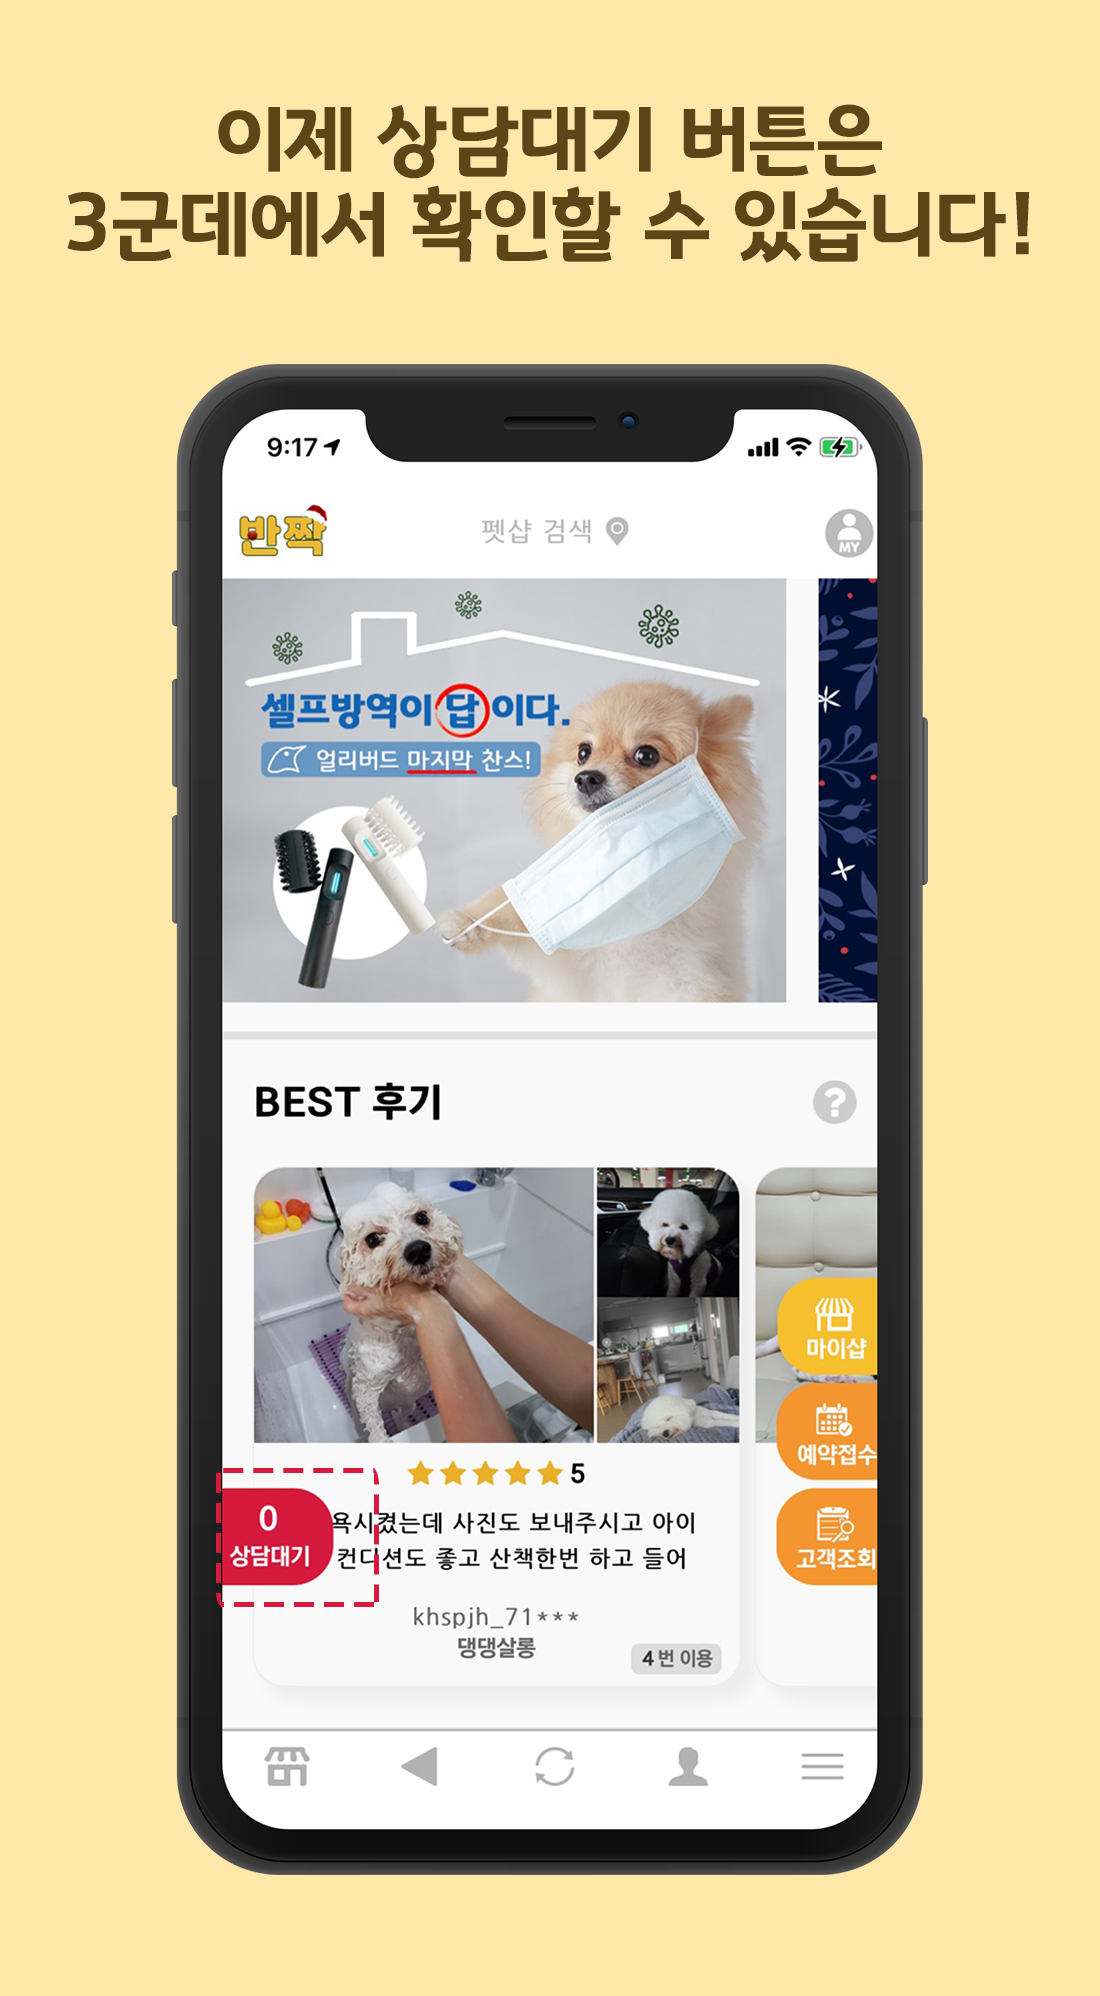 이제 상담대기 버튼은
3군데에서 확인할 수 있습니다!
9:17
반짝
펫샵 검색
MY
셀프방역이 답이다.
얼리버드 마지막 찬스!
BEST 후기
?
마이샵
예약접수
고객조회
5
0
상담대기
욕시켰는데 사진도 보내주시고 아이
컨디션도 좋고 산책한번 하고 들어
khspjh_71***
댕댕살롱
4번 이용